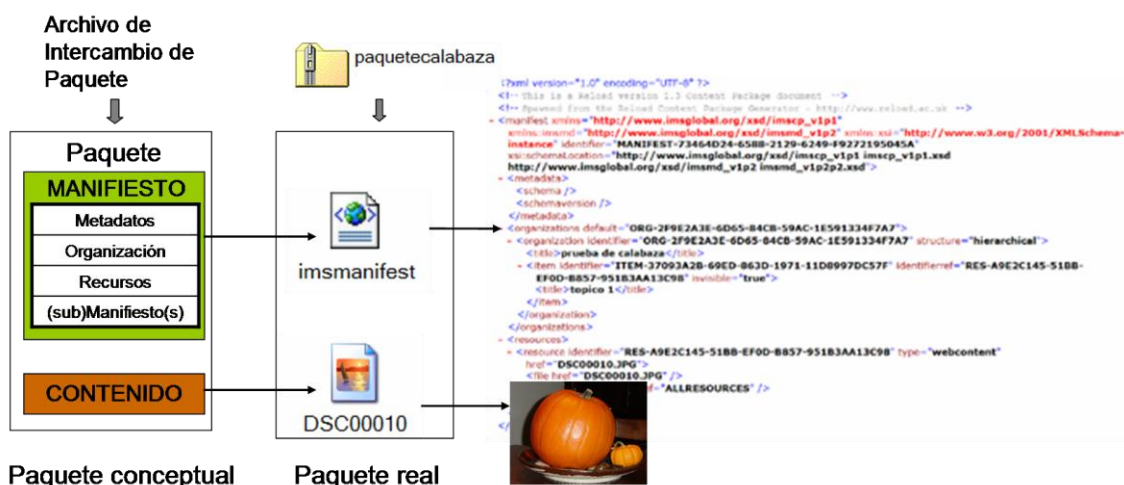 Archivo de
Intercambio de
Paquete
Paquete
MANIFIESTO
Metadatos
Organización
Recursos
(sub)Manifiesto(s)
CONTENIDO
Paquete conceptual
paquetecalabaza
imsmanifest
DSC00010
Paquete real
<?xml version="1.0" encoding="UTF-8" ?>
<!-- This is a Reload version 1.3 Content Package document -->
<!-- Spawned from the Reload Content Package Generator - http://www.reload.ac.uk -->
- <manifest xmlns="http://www.imsglobal.org/xsd/imscp_v1p1"
xmlns:imsmd="http://www.imsglobal.org/xsd/imsmd_v1p2" xmlns:xsi="http://www.w3.org/2001/XMLSchema-
instance" identifier="MANIFEST-73464D24-658B-2129-6249-F9272195045A"
xsi:schemaLocation="http://www.imsglobal.org/xsd/imscp_v1p1 imscp_v1p1.xsd
http://www.imsglobal.org/xsd/imsmd_v1p2 imsmd_v1p2p2.xsd">
- <metadata>
<schema />
<schemaversion />
</metadata>
<organizations default="ORG-2F9E2A3E-6D65-84CB-59AC-1E591334F7A7">
- <organization identifier="ORG-2F9E2A3E-6D65-84CB-59AC-1E591334F7A7" structure="hierarchical">
<title>prueba de calabaza</title>
- <item identifier="ITEM-37093A2B-69ED-863D-1971-11D8997DC57F" identifierref="RES-A9E2C145-51BB-
EF0D-B857-951B3AA13C98" invisible="true">
<title>topico 1</title>
</item>
</organization>
</organizations>
- <resources>
- <resource identifier="RES-A9E2C145-51BB-EF0D-B857-951B3AA13C98" type="webcontent"
href="DSC00010.JPG">
<file href="DSC00010.JPG" />
="ALLRESOURCES" />